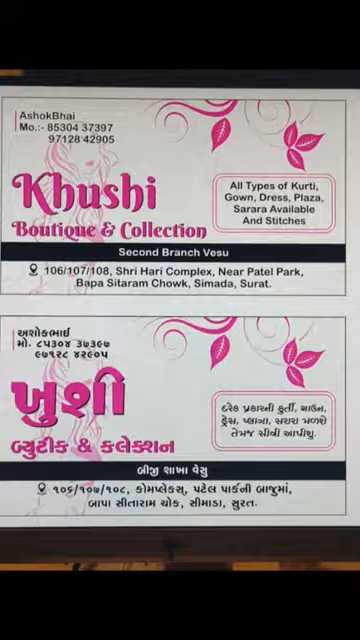 AshokBhai
Mo.:- 85304 37397
97128 42905
Khushi
Boutique & Collection
All Types of Kurti,
Gown, Dress, Plaza,
Sarara Available
And Stitches
Second Branch Vesu
106/107/108, Shri Hari Complex, Near Patel Park,
Bapa Sitaram Chowk, Simada, Surat.
અશોકભાઈ
મો. ૮૫૩૦૪ ૩૭૩૯૭
૯૭૧૨૮ ૪૨૯૦૫
ખુશી
બ્યુટીક & કલેક્શન
દરેક પ્રકારની કુર્તી, ગાઉન,
ડ્રેસ, પ્લાઝા, સરારા મળશે
તેમજ સીવી આપીશુ.
બીજી શાખા વેસુ
૧૦૬/૧૦૭/૧૦૮, કોમપ્લેકસ, પટેલ પાર્કની બાજુમાં,
બાપા સીતારામ ચોક, સીમાડા, સુરત.